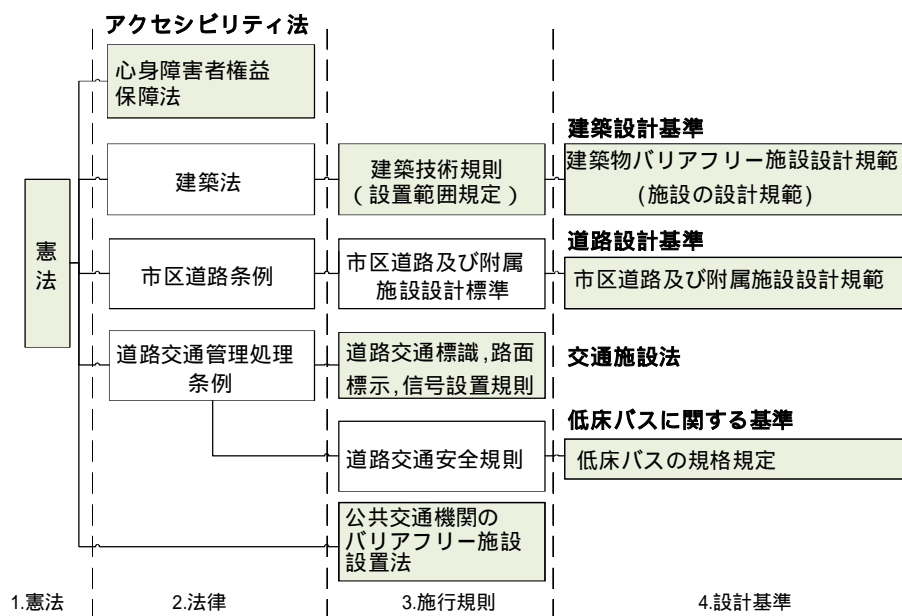 アクセシビリティ法
心身障害者権益
保障法
建築設計基準
建築法
建築技術規則
(設置範囲規定)
建築物バリアフリー施設設計規範
(施設の設計規範)
憲
法
道路設計基準
市区道路条例
市区道路及び附属
施設設計標準
市区道路及び附属施設設計規範
道路交通管理処理
条例
道路交通標識,路面
標示,信号設置規則
交通施設法
低床バスに関する基準
道路交通安全規則
低床バスの規格規定
公共交通機関の
バリアフリー施設
設置法
1.憲法
2.法律
3.施行規則
4.設計基準